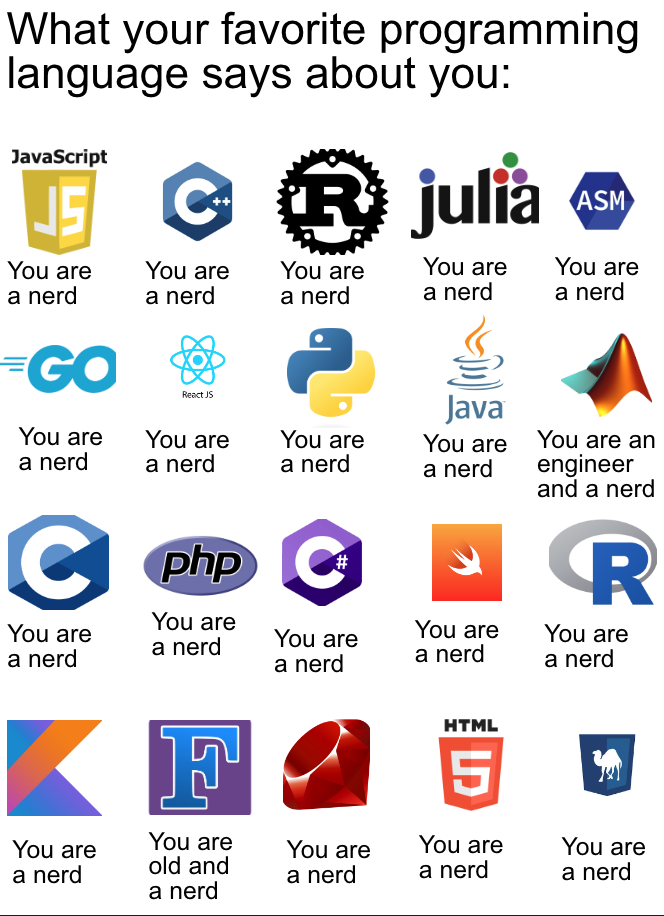 What your favorite programming
language says about you:
JavaScript
JS
C++
R
julia
ASM
You are
a nerd
You are
a nerd
You are
a nerd
You are
a nerd
You are
a nerd
GO
React JS
Java
You are
a nerd
You are
a nerd
You are
a nerd
You are
a nerd
You are an
engineer
and a nerd
C
php
C#
R
You are
a nerd
You are
a nerd
You are
a nerd
You are
a nerd
You are
a nerd
F
HTML
5
You are
a nerd
You are
old and
a nerd
You are
a nerd
You are
a nerd
You are
a nerd